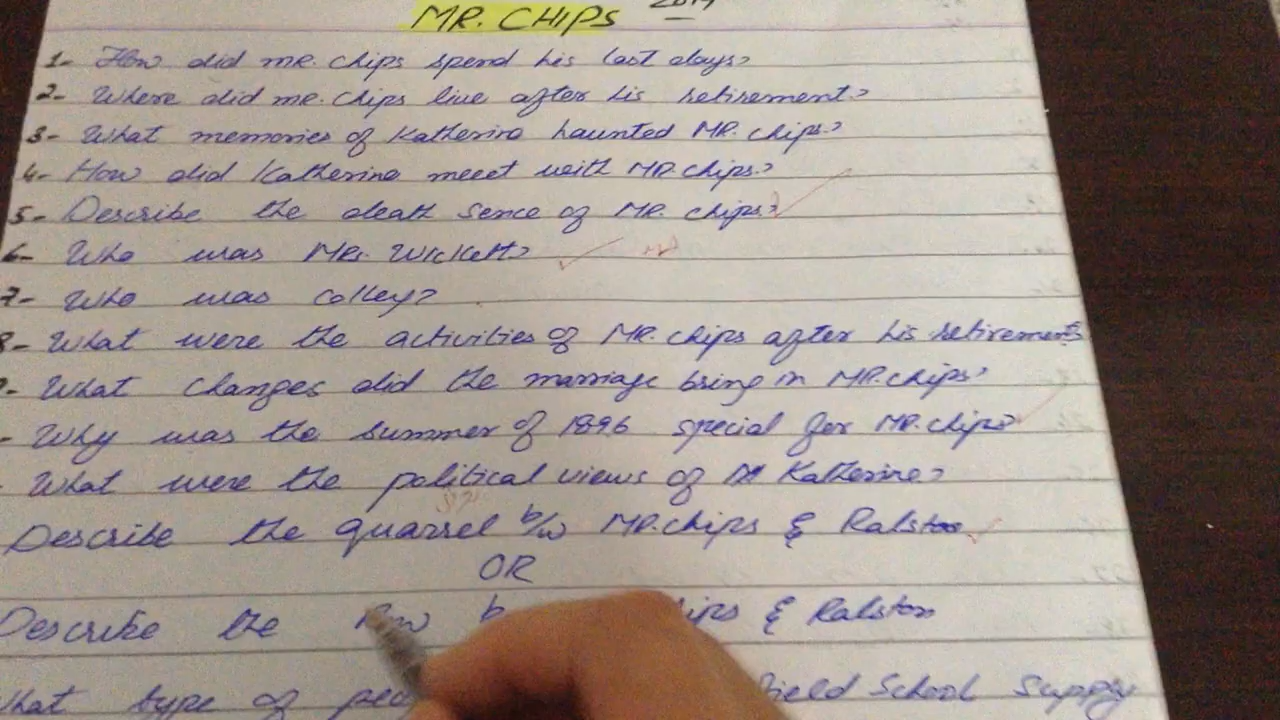 MR. CHIPS 2019
1- How did MR. Chips spend his last days?
2- Where did MR. Chips live after his retirement?
3- What memories of Katherine haunted MR. Chips?
4- How did Katherine meeet with MR. Chips?
5- Describe the death sence of MR. Chips?
6- Who was MRs. Wickett?
7- Who was Colley?
8- What were the activities of MR. Chips after his retirement?
- What Changes did the marriage bring in MR. Chips?
- Why was the Summer of 1896 special for MR. Chips?
- What were the political views of Katherine?
Describe the quarrel b/w MR. Chips & Ralston
OR
Describe the Row b & Ralston
What type of School Supply